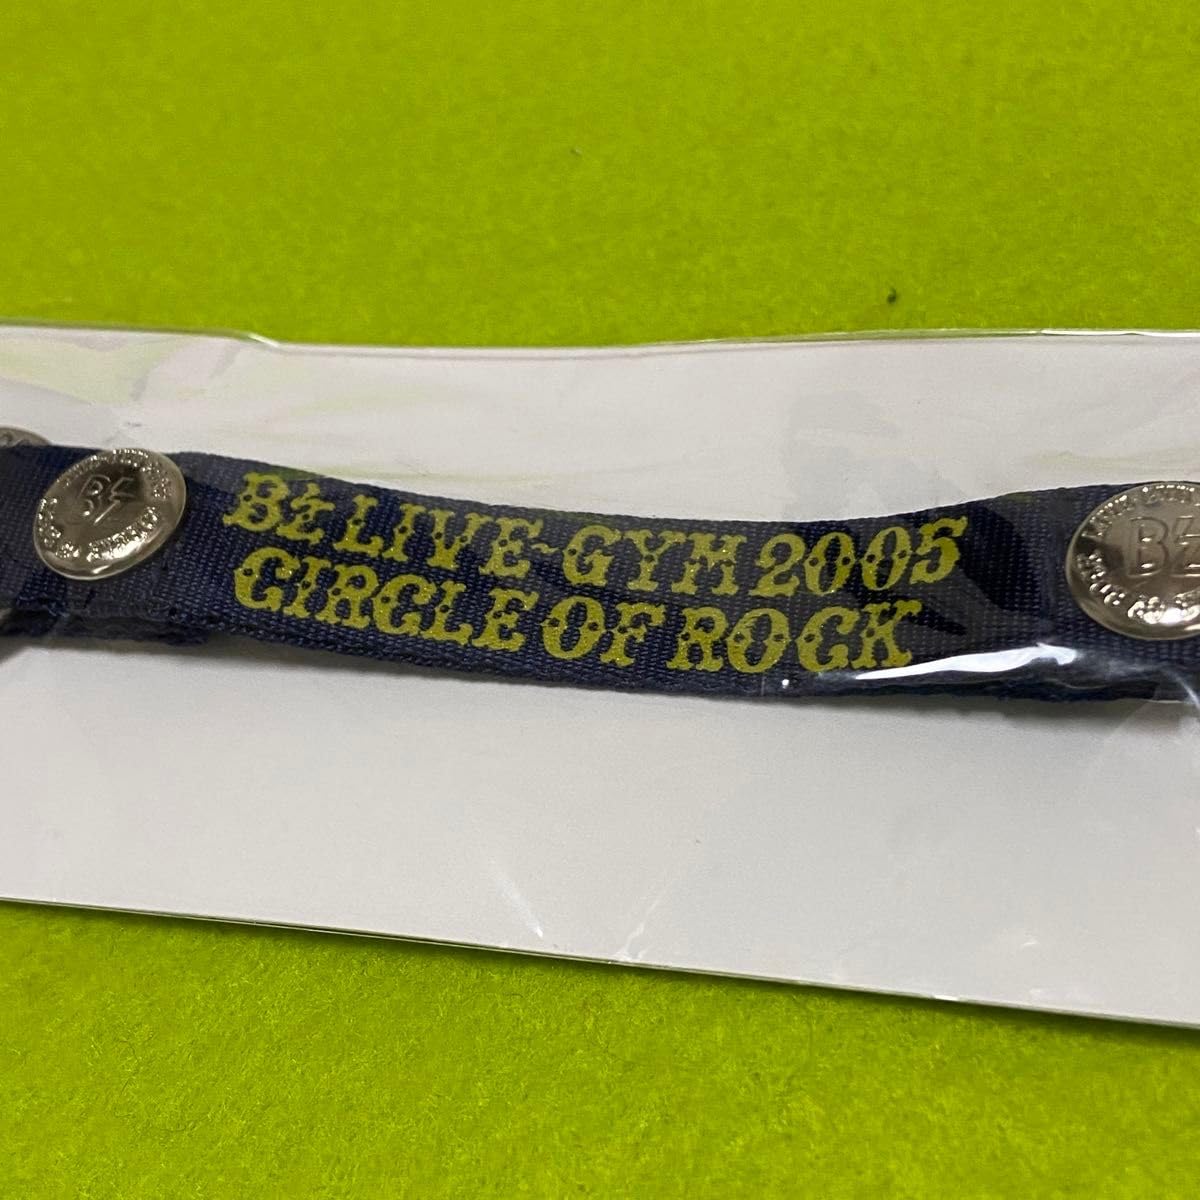 B'z LIVE-GYM 2005
CIRCLE OF ROCK
B'z
B'z